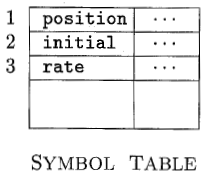 1 position ...
2 initial ...
3 rate ...
SYMBOL TABLE